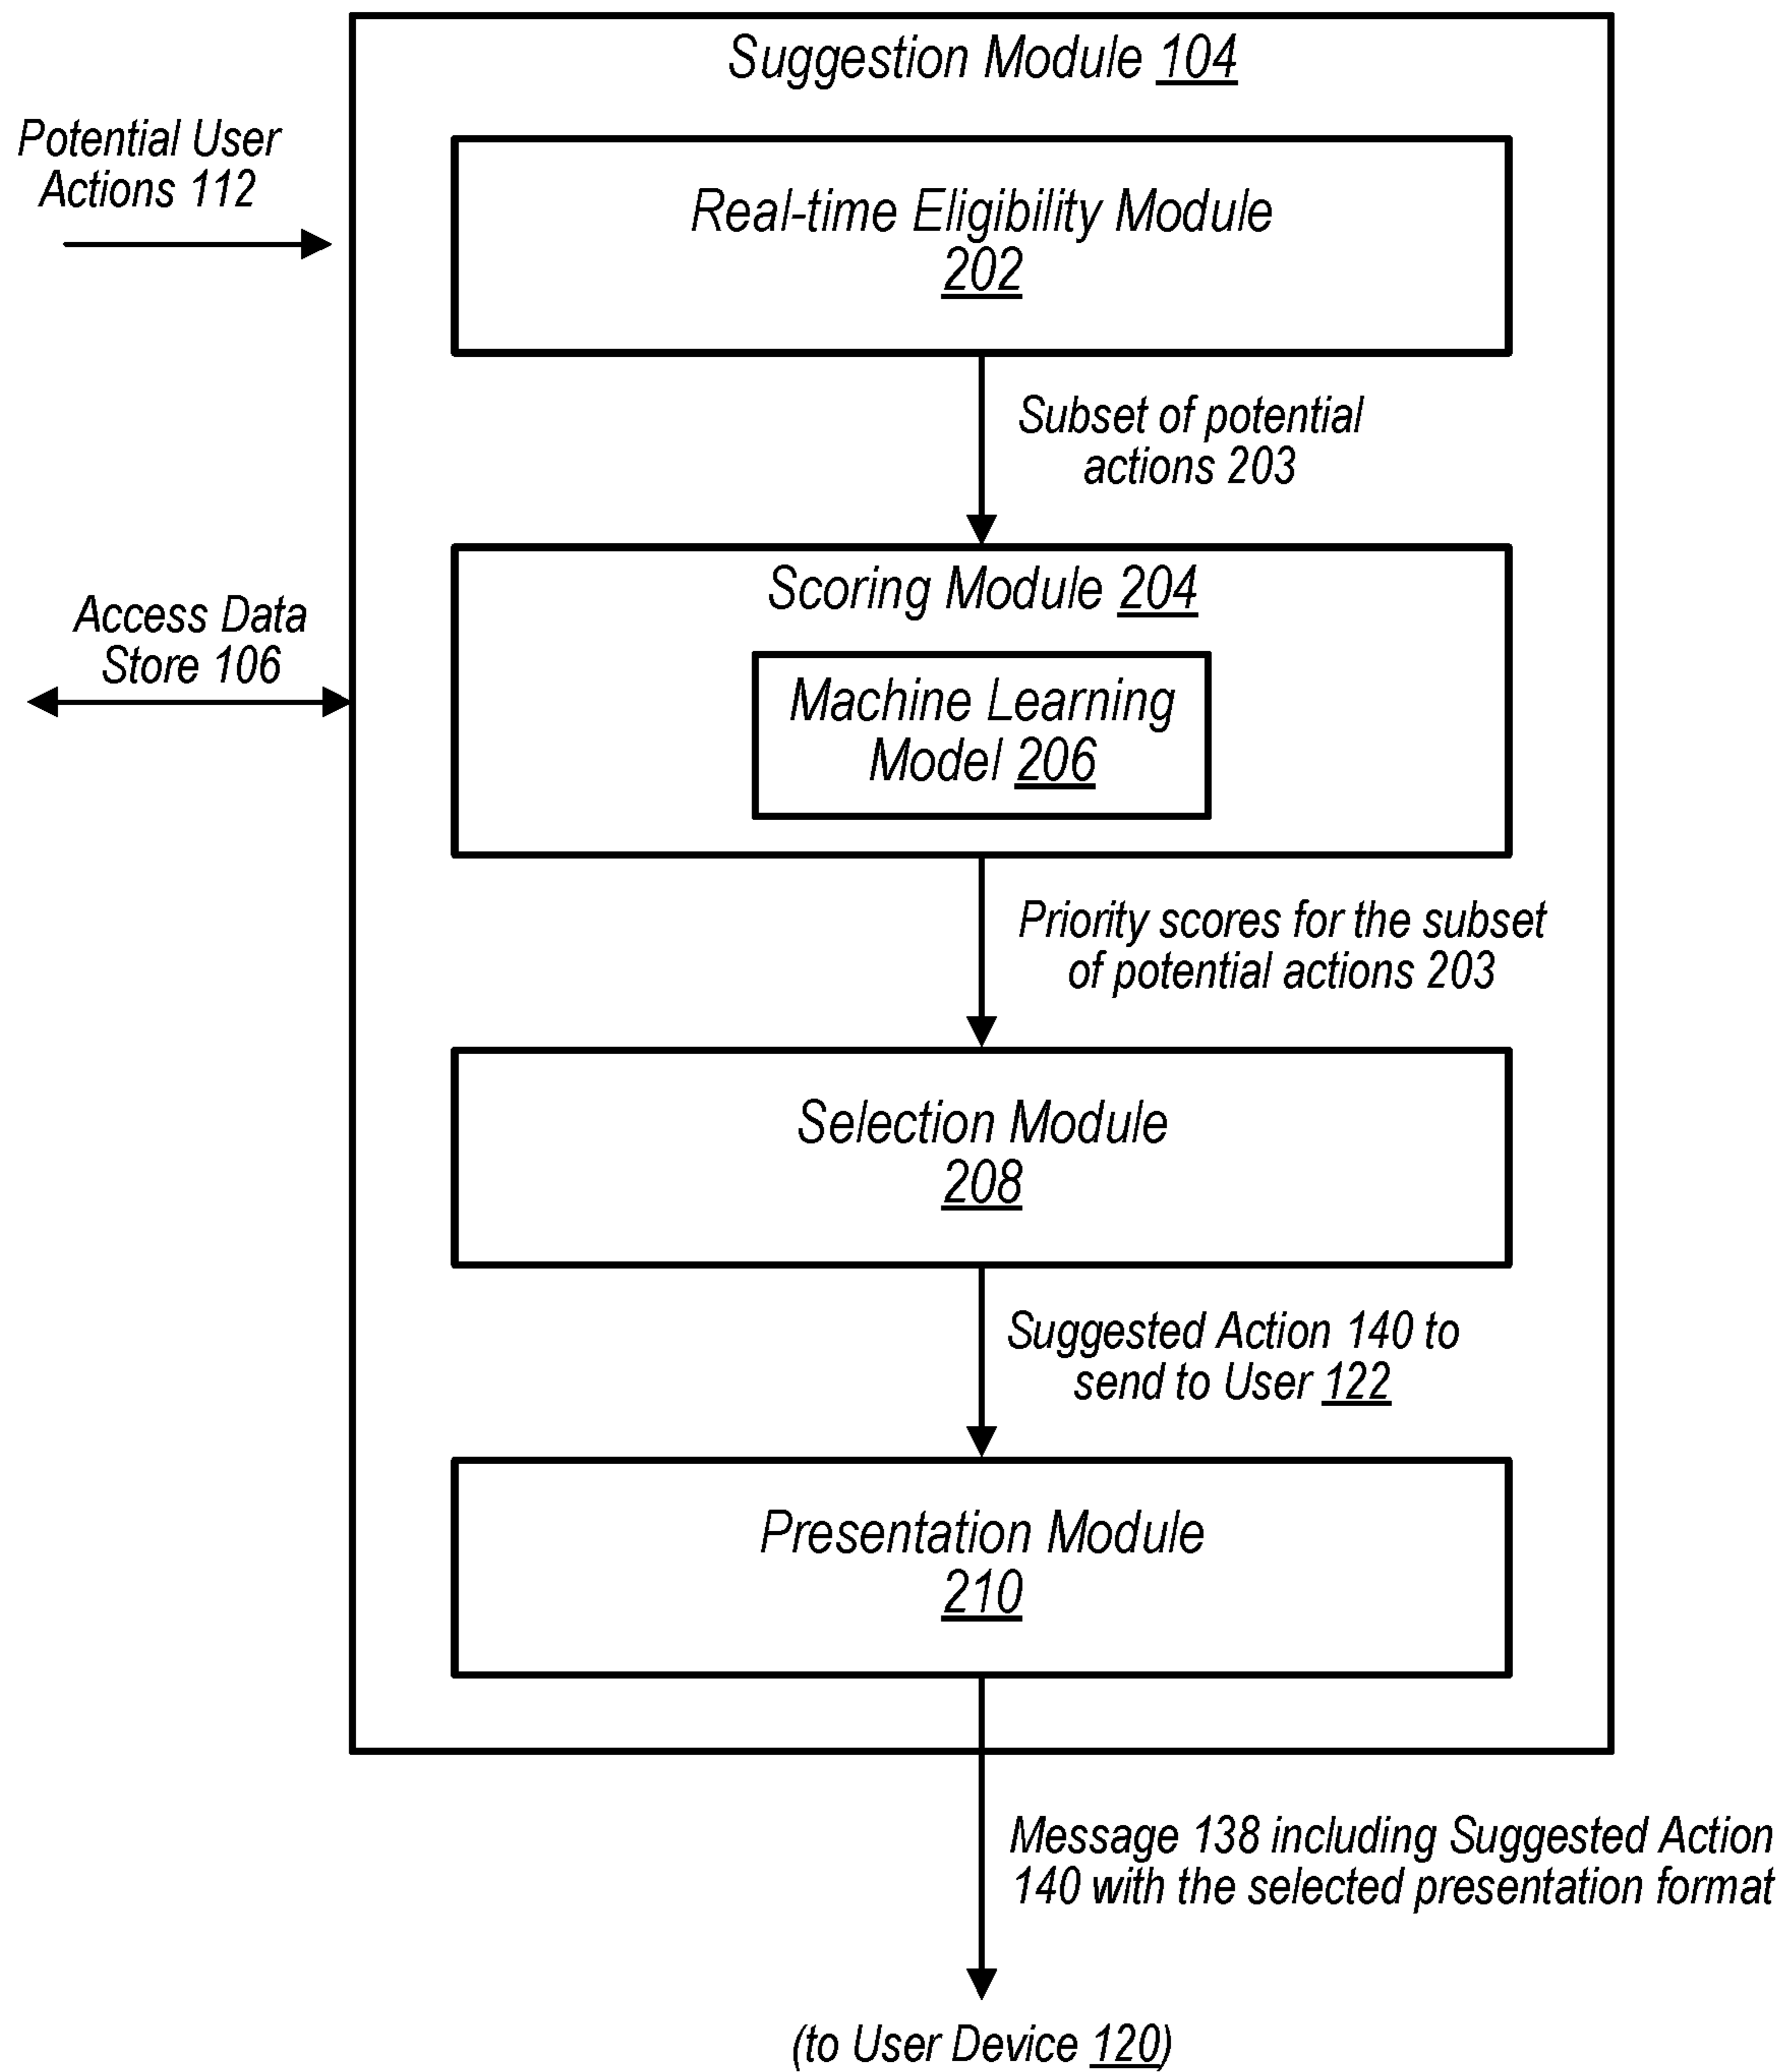 Suggestion Module 104
Potential User
Actions 112
Real-time Eligibility Module
202
Subset of potential
actions 203
Access Data
Store 106
Scoring Module 204
Machine Learning
Model 206
Priority scores for the subset
of potential actions 203
Selection Module
208
Suggested Action 140 to
send to User 122
Presentation Module
210
Message 138 including Suggested Action
140 with the selected presentation format
(to User Device 120)